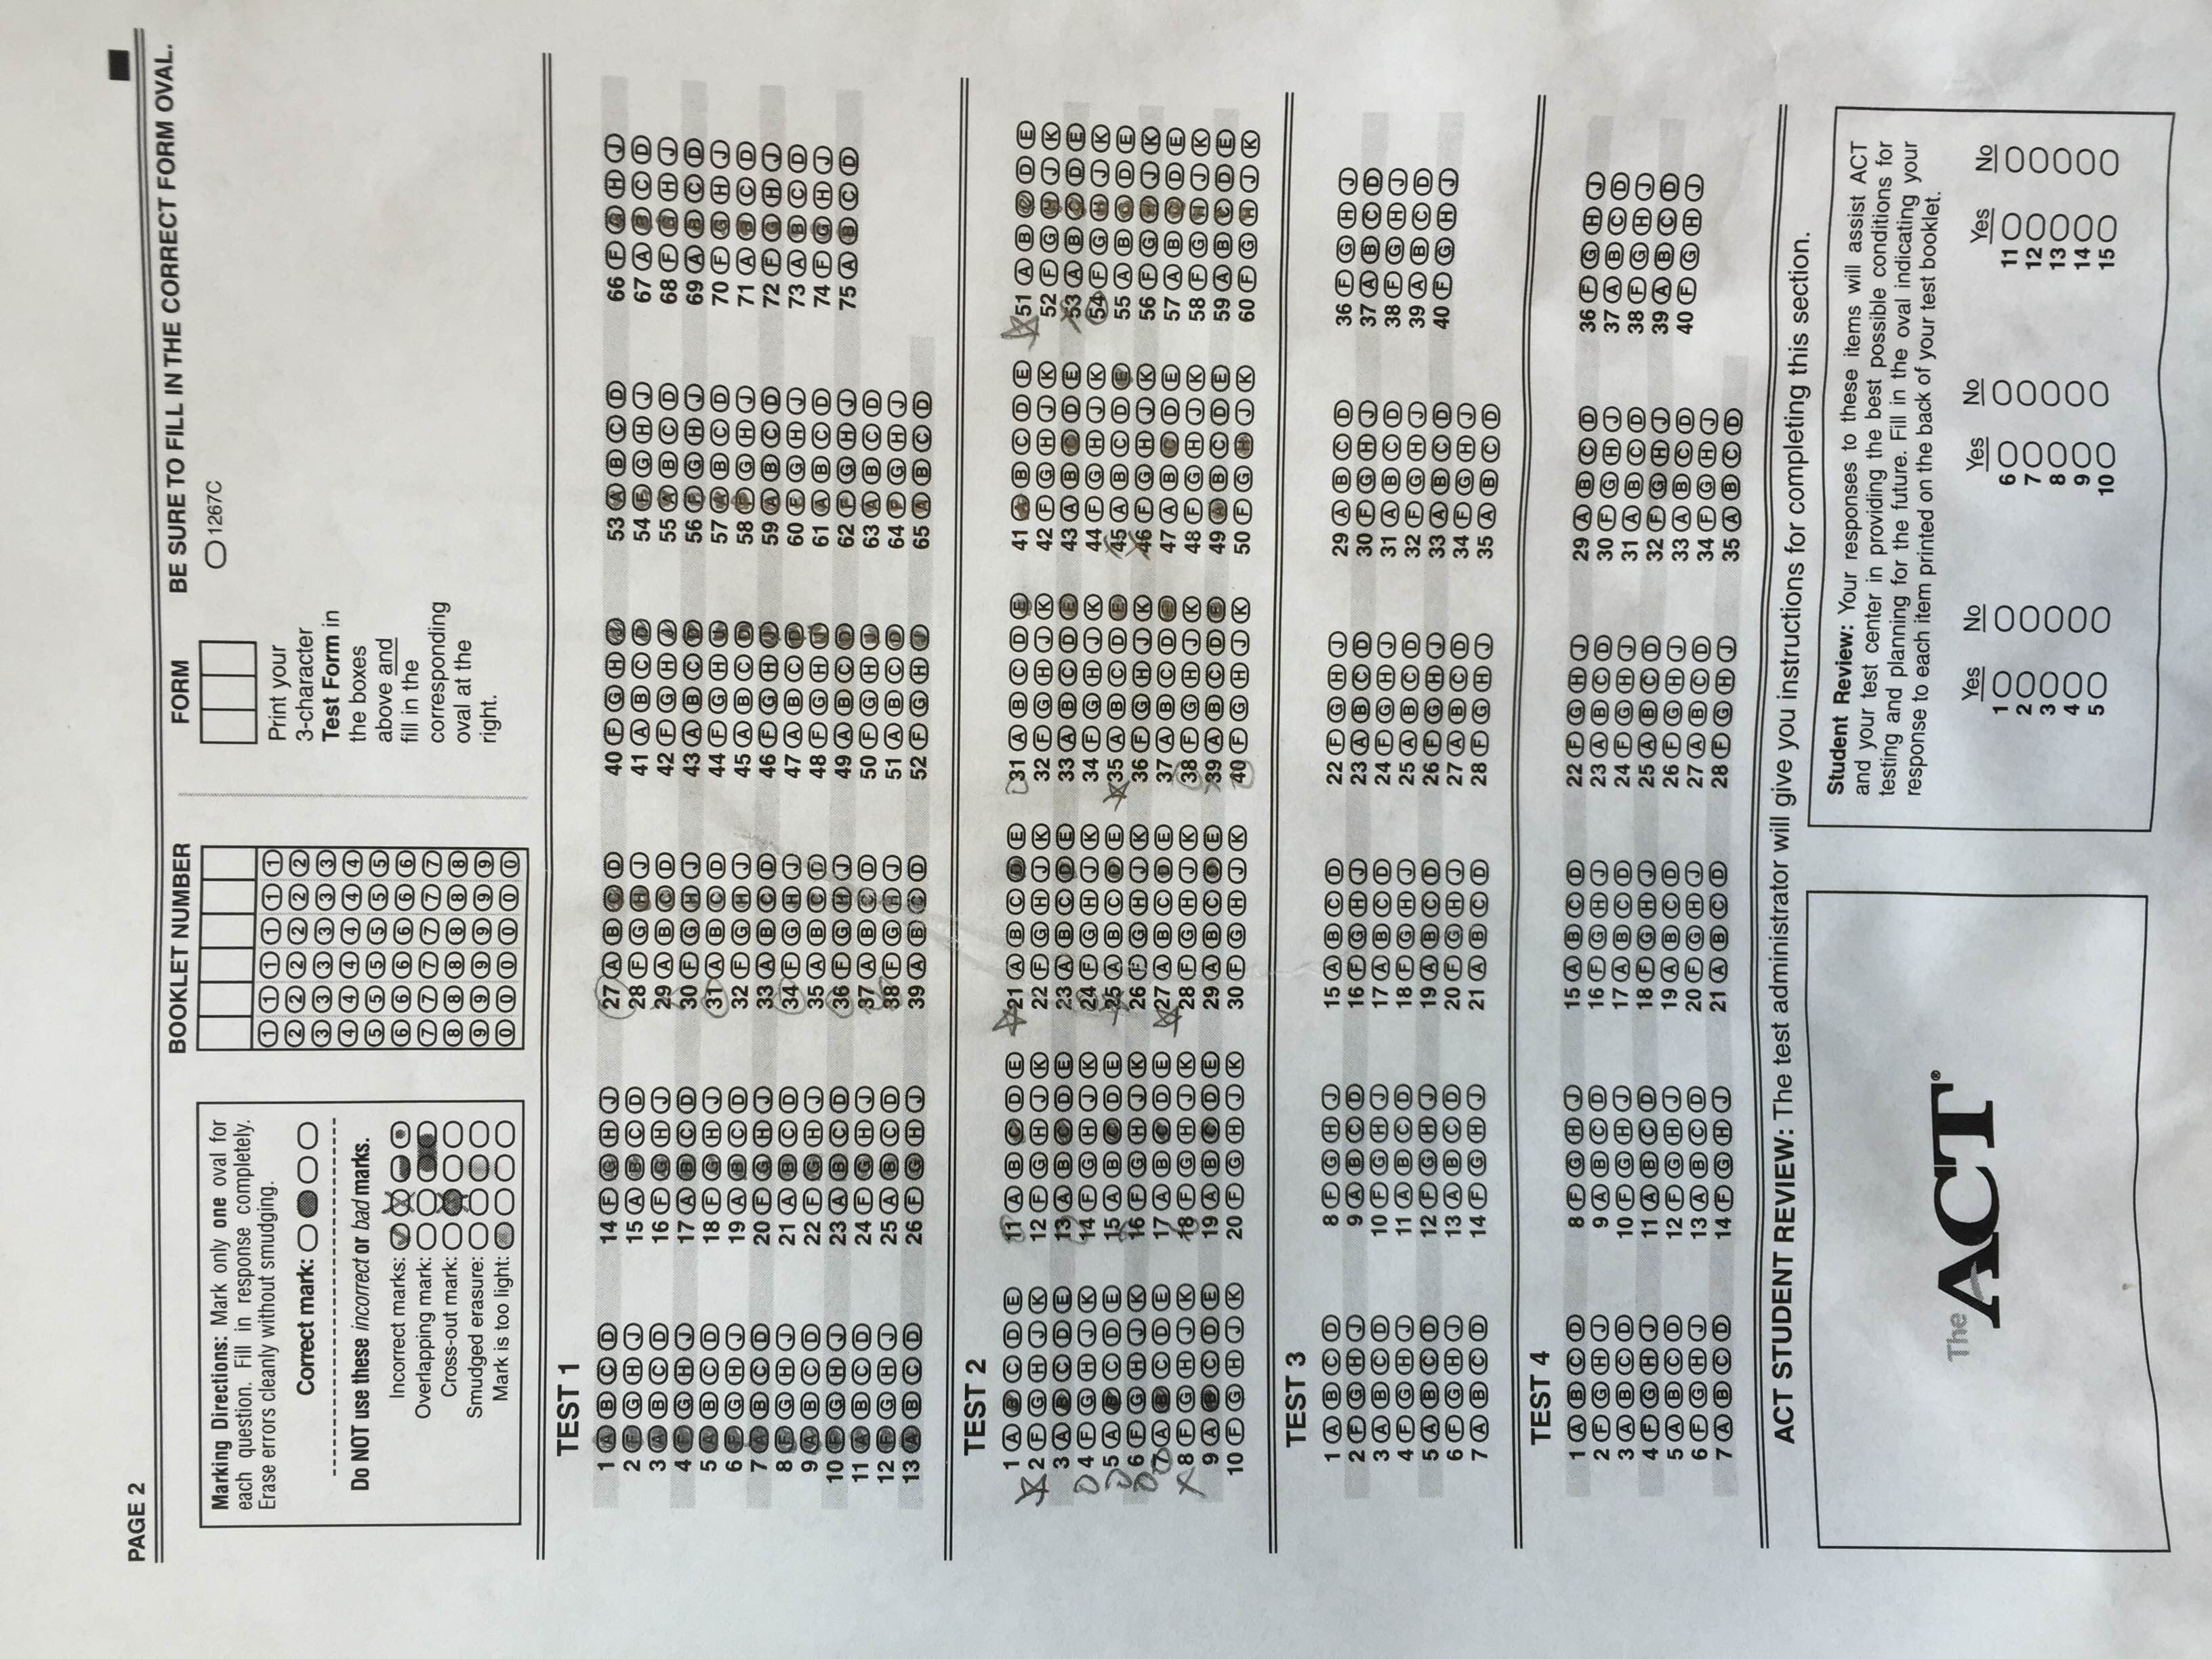 PAGE 2
BOOKLET NUMBER
FORM
BE SURE TO FILL IN THE CORRECT FORM OVAL.
Marking Directions: Mark only one oval for
each question. Fill in response completely.
Erase errors cleanly without smudging.
Correct mark:
Do NOT use these incorrect or bad marks.
Incorrect marks:
Overlapping mark:
Cross-out mark:
Smudged erasure:
Mark is too light:
1 1 1 1 1 1
2 2 2 2 2 2
3 3 3 3 3 3
4 4 4 4 4 4
5 5 5 5 5 5
6 6 6 6 6 6
7 7 7 7 7 7
8 8 8 8 8 8
9 9 9 9 9 9
0 0 0 0 0 0
Print your
3-character
Test Form in
the boxes
above and
fill in the
corresponding
oval at the
right.
1267C
TEST 1
1 A B C D 14 F G H J 27 A B C D 40 F G H J 53 A B C D 66 F G H J
2 F G H J 15 A B C D 28 F G H J 41 A B C D 54 F G H J 67 A B C D
3 A B C D 16 F G H J 29 A B C D 42 F G H J 55 A B C D 68 F G H J
4 F G H J 17 A B C D 30 F G H J 43 A B C D 56 F G H J 69 A B C D
5 A B C D 18 F G H J 31 A B C D 44 F G H J 57 A B C D 70 F G H J
6 F G H J 19 A B C D 32 F G H J 45 A B C D 58 F G H J 71 A B C D
7 A B C D 20 F G H J 33 A B C D 46 F G H J 59 A B C D 72 F G H J
8 F G H J 21 A B C D 34 F G H J 47 A B C D 60 F G H J 73 A B C D
9 A B C D 22 F G H J 35 A B C D 48 F G H J 61 A B C D 74 F G H J
10 F G H J 23 A B C D 36 F G H J 49 A B C D 62 F G H J 75 A B C D
11 A B C D 24 F G H J 37 A B C D 50 F G H J 63 A B C D
12 F G H J 25 A B C D 38 F G H J 51 A B C D 64 F G H J
13 A B C D 26 F G H J 39 A B C D 52 F G H J 65 A B C D
TEST 2
1 A B C D E 11 A B C D E 21 A B C D E 31 A B C D E 41 A B C D E 51 A B C D E
2 F G H J K 12 F G H J K 22 F G H J K 32 F G H J K 42 F G H J K 52 F G H J K
3 A B C D E 13 A B C D E 23 A B C D E 33 A B C D E 43 A B C D E 53 A B C D E
4 F G H J K 14 F G H J K 24 F G H J K 34 F G H J K 44 F G H J K 54 F G H J K
5 A B C D E 15 A B C D E 25 A B C D E 35 A B C D E 45 A B C D E 55 A B C D E
6 F G H J K 16 F G H J K 26 F G H J K 36 F G H J K 46 F G H J K 56 F G H J K
7 A B C D E 17 A B C D E 27 A B C D E 37 A B C D E 47 A B C D E 57 A B C D E
8 F G H J K 18 F G H J K 28 F G H J K 38 F G H J K 48 F G H J K 58 F G H J K
9 A B C D E 19 A B C D E 29 A B C D E 39 A B C D E 49 A B C D E 59 A B C D E
10 F G H J K 20 F G H J K 30 F G H J K 40 F G H J K 50 F G H J K 60 F G H J K
TEST 3
1 A B C D 8 F G H J 15 A B C D 22 F G H J 29 A B C D 36 F G H J
2 F G H J 9 A B C D 16 F G H J 23 A B C D 30 F G H J 37 A B C D
3 A B C D 10 F G H J 17 A B C D 24 F G H J 31 A B C D 38 F G H J
4 F G H J 11 A B C D 18 F G H J 25 A B C D 32 F G H J 39 A B C D
5 A B C D 12 F G H J 19 A B C D 26 F G H J 33 A B C D 40 F G H J
6 F G H J 13 A B C D 20 F G H J 27 A B C D 34 F G H J
7 A B C D 14 F G H J 21 A B C D 28 F G H J 35 A B C D
TEST 4
1 A B C D 8 F G H J 15 A B C D 22 F G H J 29 A B C D 36 F G H J
2 F G H J 9 A B C D 16 F G H J 23 A B C D 30 F G H J 37 A B C D
3 A B C D 10 F G H J 17 A B C D 24 F G H J 31 A B C D 38 F G H J
4 F G H J 11 A B C D 18 F G H J 25 A B C D 32 F G H J 39 A B C D
5 A B C D 12 F G H J 19 A B C D 26 F G H J 33 A B C D 40 F G H J
6 F G H J 13 A B C D 20 F G H J 27 A B C D 34 F G H J
7 A B C D 14 F G H J 21 A B C D 28 F G H J 35 A B C D
ACT STUDENT REVIEW: The test administrator will give you instructions for completing this section.
The ACT®
Student Review: Your responses to these items will assist ACT
and your test center in providing the best possible conditions for
testing and planning for the future. Fill in the oval indicating your
response to each item printed on the back of your test booklet.
Yes No Yes No Yes No
1 6 11
2 7 12
3 8 13
4 9 14
5 10 15